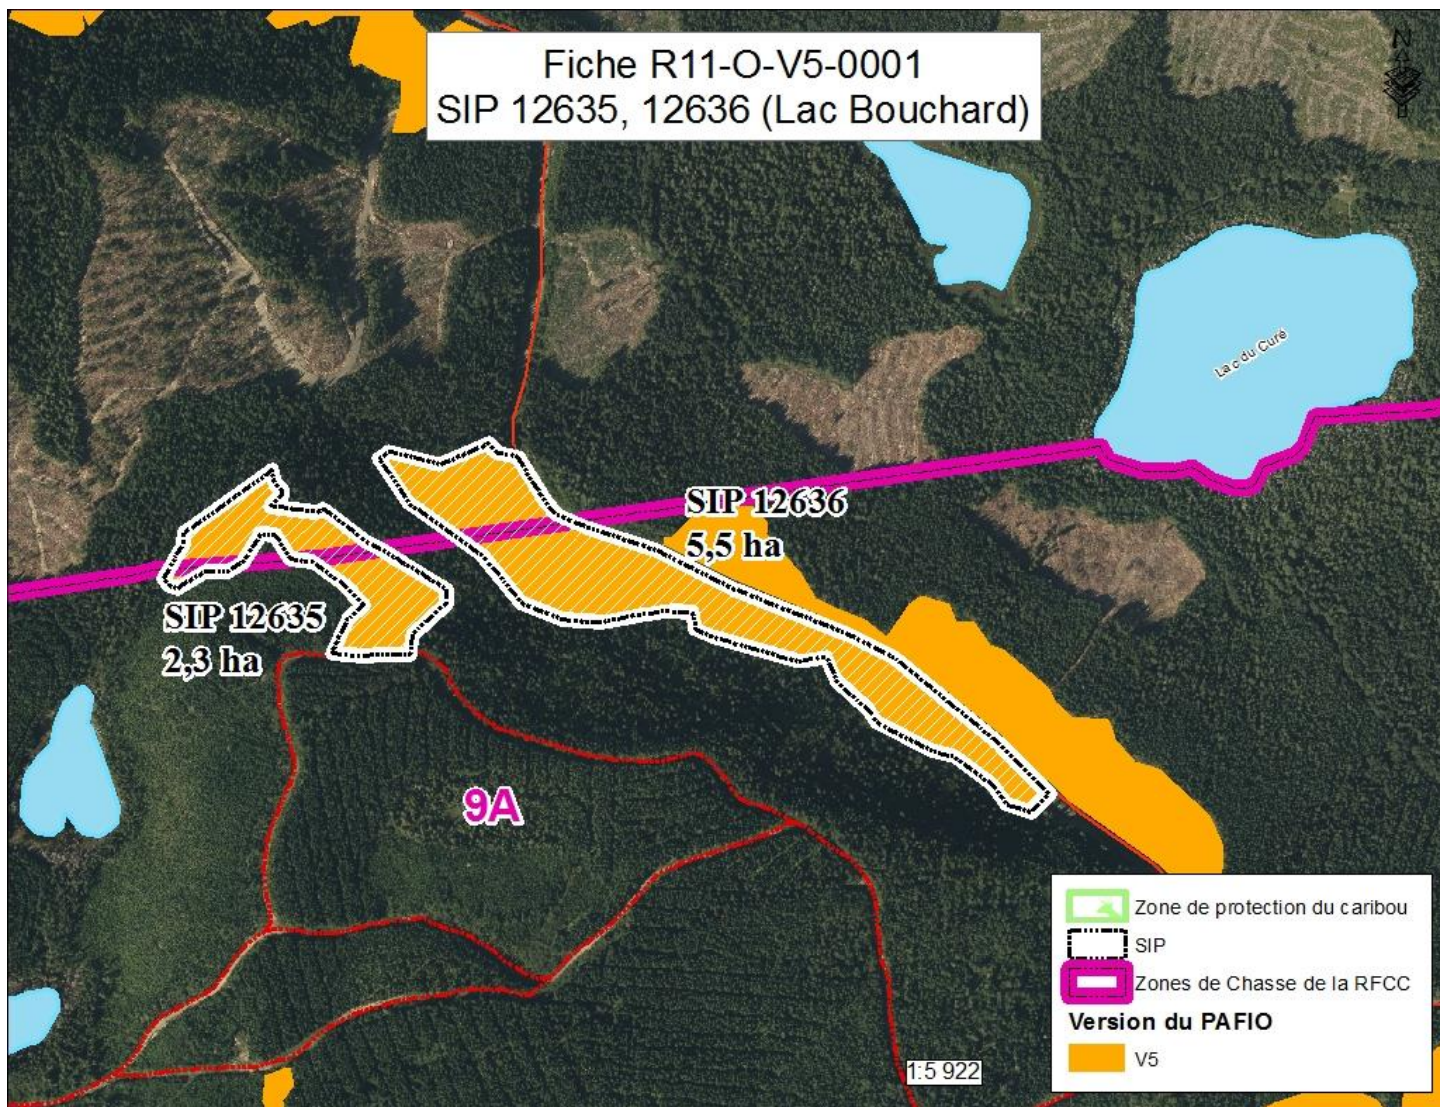 Fiche R11-O-V5-0001
SIP 12635, 12636 (Lac Bouchard)
N
Lac du Curé
SIP 12636
5,5 ha
SIP 12635
2,3 ha
9A
Zone de protection du caribou
SIP
Zones de Chasse de la RFCC
Version du PAFIO
V5
1:5 922